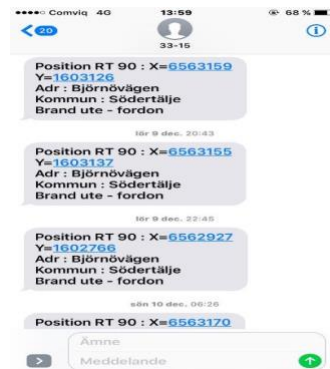 Comviq 4G 13:59 68 %
20
33-15
Position RT 90 : X=6563159
Y=1603126
Adr : Björnövägen
Kommun : Södertälje
Brand ute - fordon
lör 9 dec. 20:43
Position RT 90 : X=6563155
Y=1603137
Adr : Björnövägen
Kommun : Södertälje
Brand ute - fordon
lör 9 dec. 22:45
Position RT 90 : X=6562927
Y=1602766
Adr : Björnövägen
Kommun : Södertälje
Brand ute - fordon
sön 10 dec. 06:26
Position RT 90 : X=6563170
Ämne
Meddelande